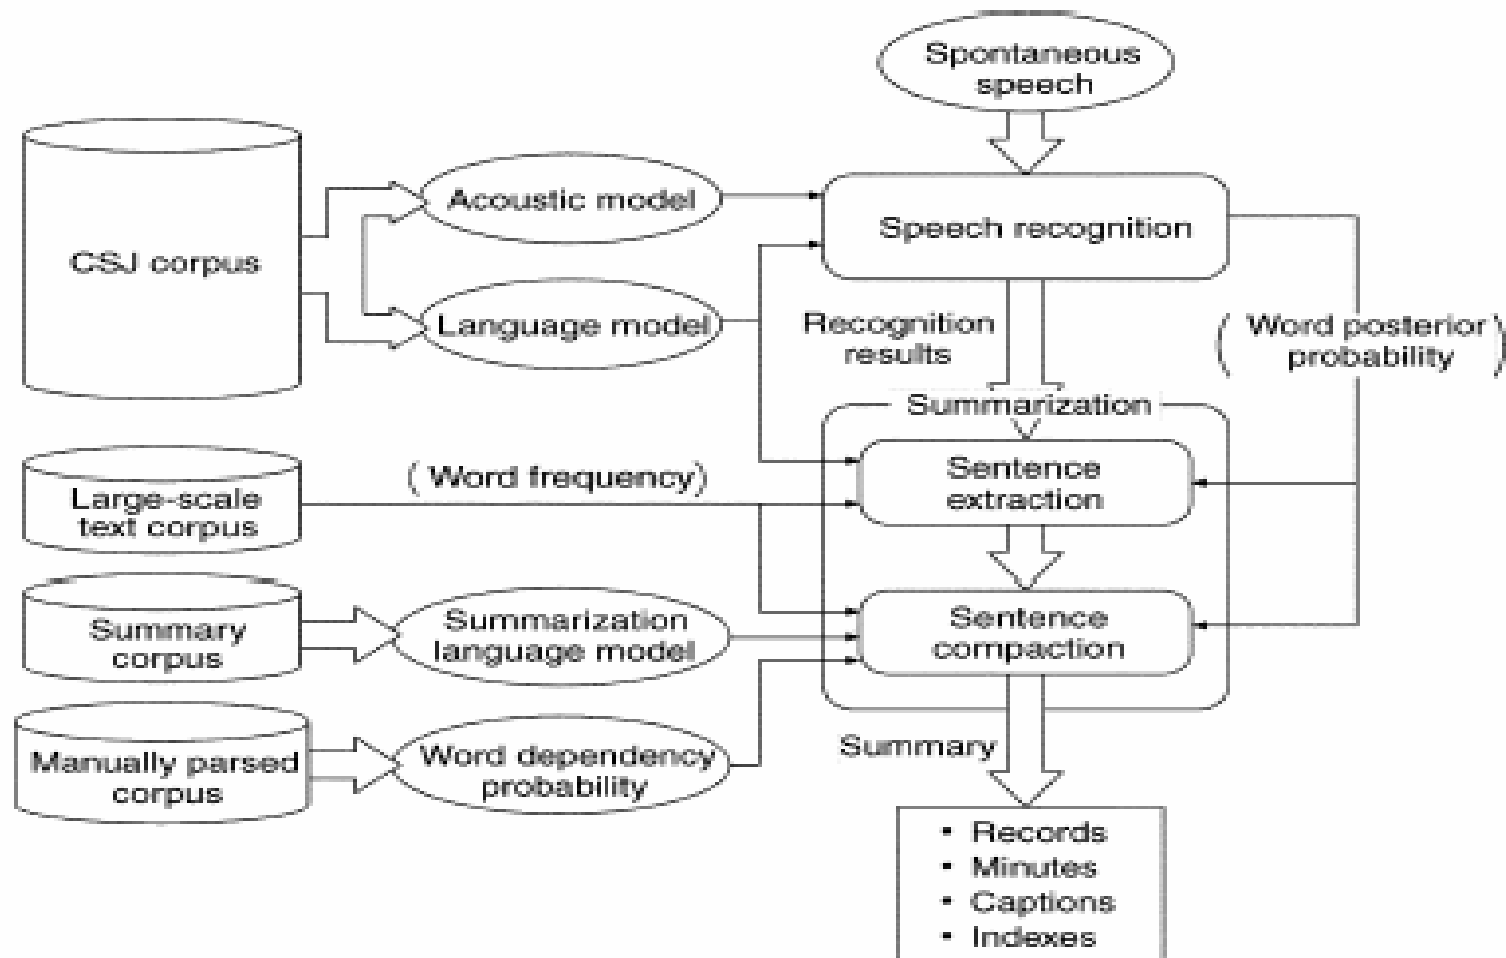 Spontaneous
speech
CSJ corpus
Acoustic model
Speech recognition
Language model
Recognition
results
(Word posterior
probability)
Summarization
Large-scale
text corpus
(Word frequency)
Sentence
extraction
Summary
corpus
Summarization
language model
Sentence
compaction
Manually parsed
corpus
Word dependency
probability
Summary
• Records
• Minutes
• Captions
• Indexes